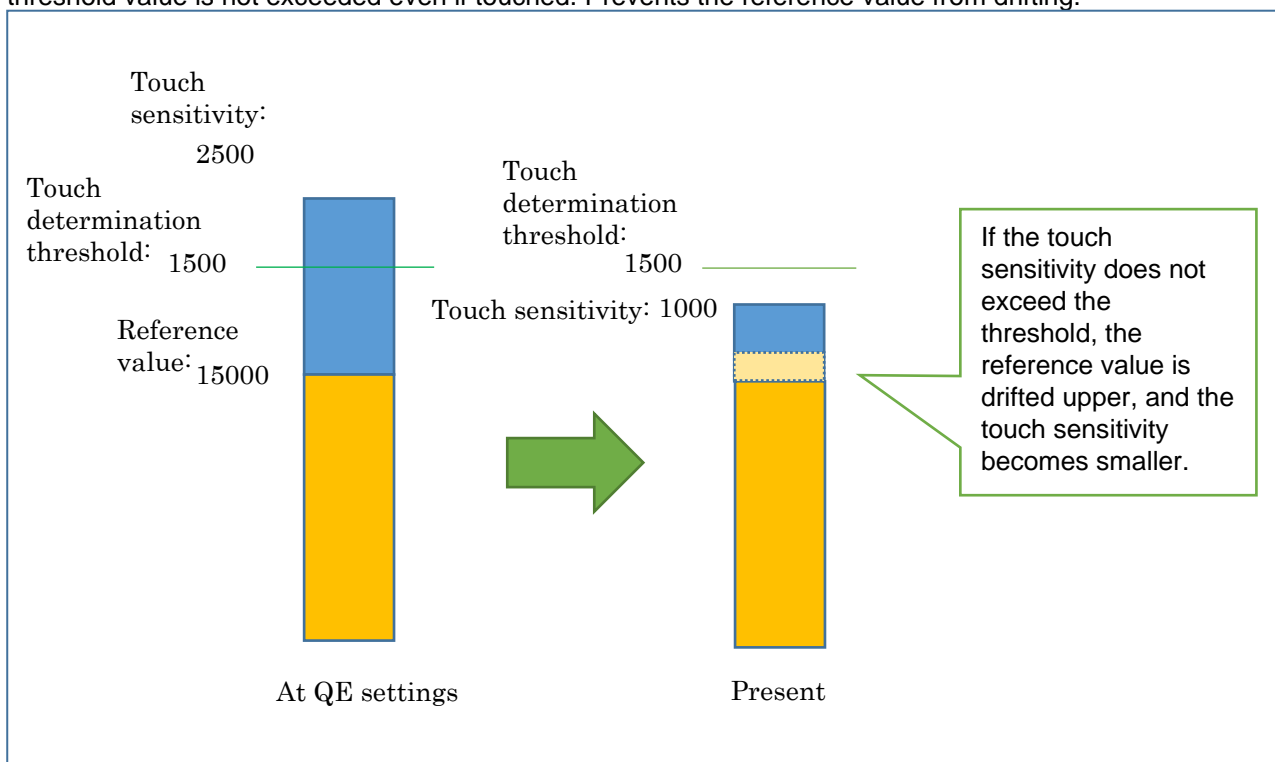 threshold value is not exceeded even if touched. Prevents the reference value from drifting.
Touch
sensitivity:
2500
Touch
determination
threshold:
1500
Reference
value:
15000
At QE settings
Touch
determination
threshold:
1500
Touch sensitivity: 1000
Present
If the touch
sensitivity does not
exceed the
threshold, the
reference value is
drifted upper, and the
touch sensitivity
becomes smaller.